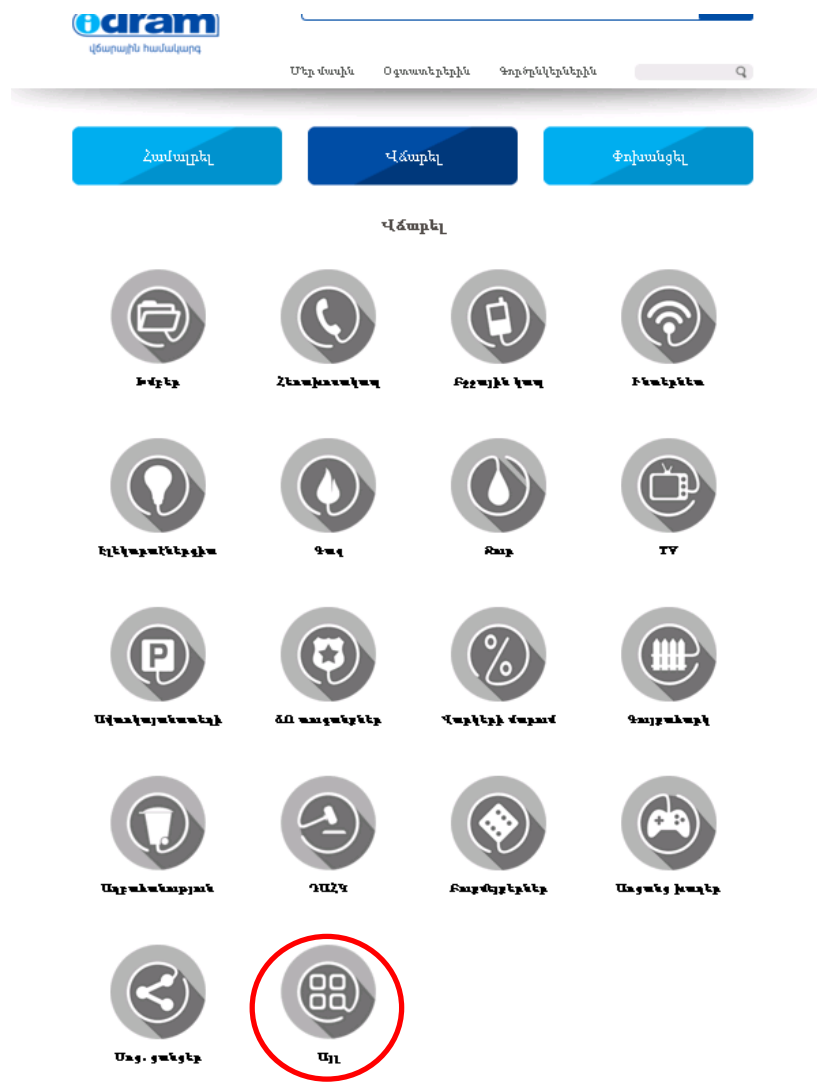 idram
վճարային համակարգ
Մեր մասին Օգտատերերին Գործընկերներին
Համալրել Վճարել Փոխանցել
Վճարել
Խմբեր Հեռախոսակապ Բջջային կապ Ինտերնետ
Էլեկտրաէներգիա Գազ Ջուր TV
P
Ավտոկայանատեղի ՃՈ տուգանքներ Վարկերի մարում Գույքահարկ
Աղբահանություն ԴԱՀԿ Բուքմեյքերներ Առցանց խաղեր
Սոց. ցանցեր Այլ